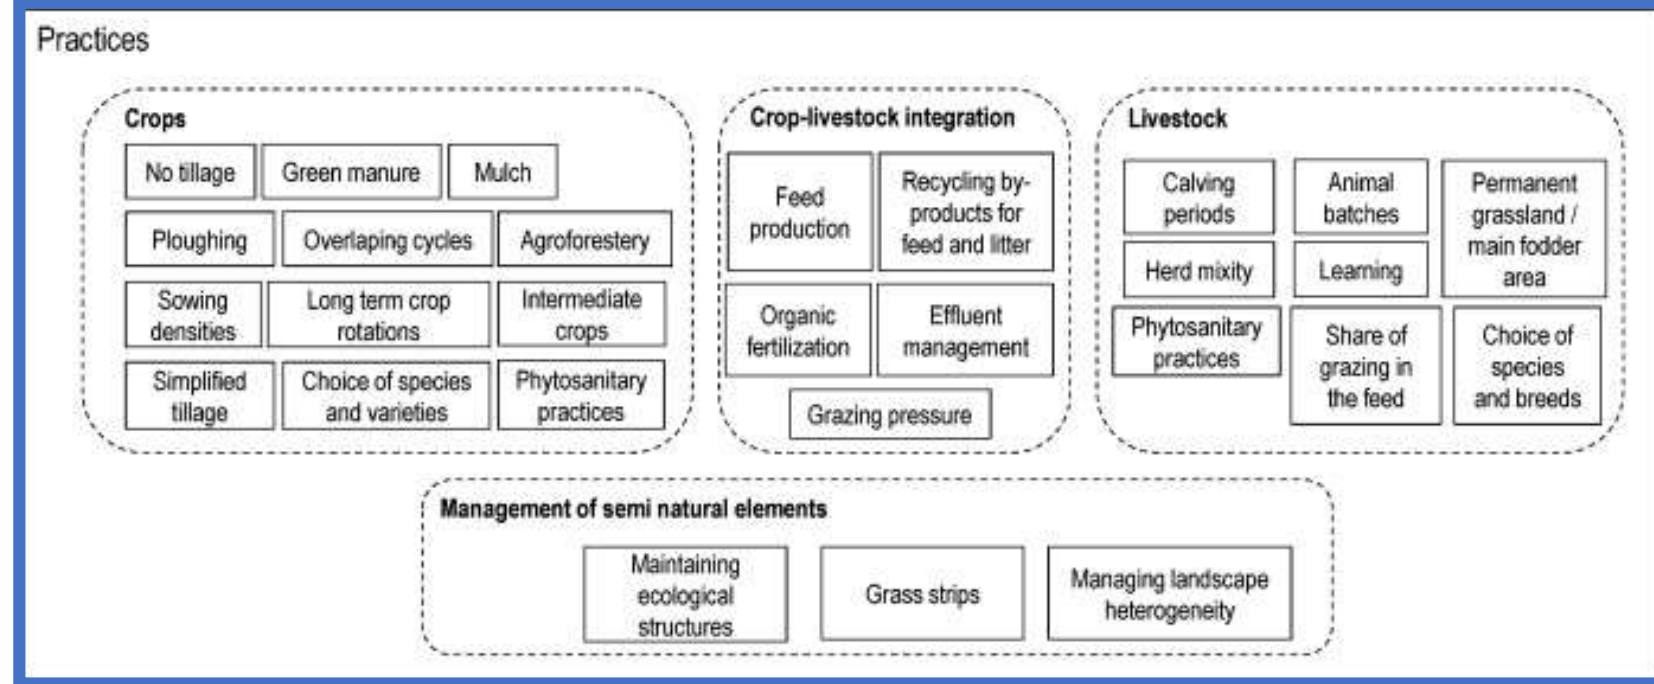 Practices
Crops
No tillage
Green manure
Mulch
Ploughing
Overlaping cycles
Agroforestery
Sowing
densities
Long term crop
rotations
Intermediate
crops
Simplified
tillage
Choice of species
and varieties
Phytosanitary
practices
Crop-livestock integration
Feed
production
Recycling by-
products for
feed and litter
Organic
fertilization
Effluent
management
Grazing pressure
Livestock
Calving
periods
Animal
batches
Permanent
grassland /
main fodder
area
Herd mixity
Learning
Phytosanitary
practices
Share of
grazing in
the feed
Choice of
species
and breeds
Management of semi natural elements
Maintaining
ecological
structures
Grass strips
Managing landscape
heterogeneity